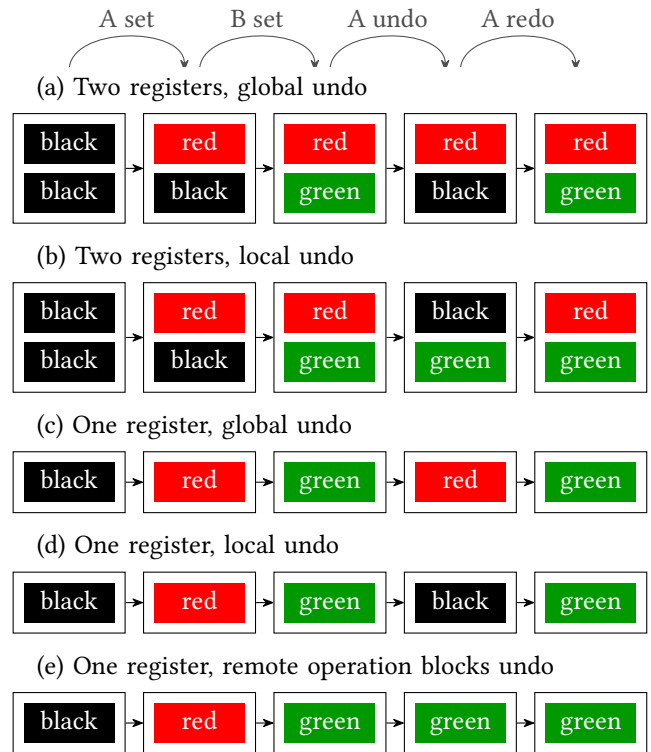 A set B set A undo A redo
(a) Two registers, global undo
black red red red red
black black green black green
(b) Two registers, local undo
black red red black red
black black green green green
(c) One register, global undo
black red green red green
(d) One register, local undo
black red green black green
(e) One register, remote operation blocks undo
black red green green green